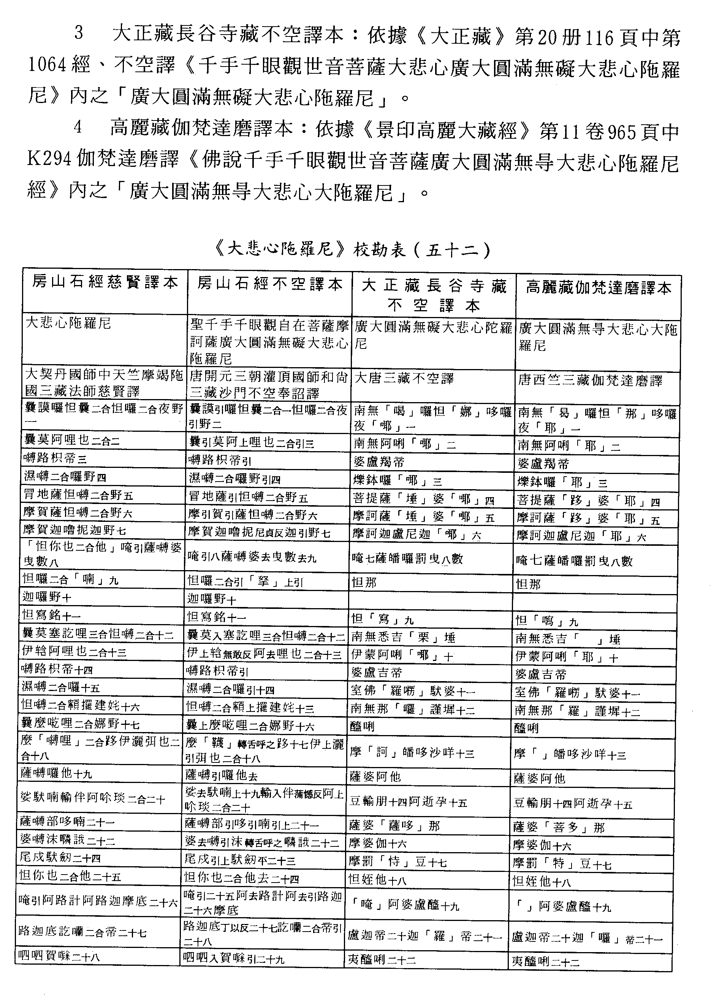 3 大正藏長谷寺藏不空譯本：依據《大正藏》第20册116頁中第
1064經、不空譯《千手千眼觀世音菩薩大悲心廣大圓滿無礙大悲心陁羅
尼》內之「廣大圓滿無礙大悲心陁羅尼」。
4 高麗藏伽梵達磨譯本：依據《景印高麗大藏經》第11卷965頁中
K294伽梵達磨譯《佛說千手千眼觀世音菩薩廣大圓滿無㝵大悲心陁羅尼
經》內之「廣大圓滿無㝵大悲心大陁羅尼」。
《大悲心陁羅尼》校勘表（五十二）
房山石經慈賢譯本
房山石經不空譯本
大正藏長谷寺藏
不空譯本
高麗藏伽梵達磨譯本
大悲心陁羅尼
聖千手千眼觀自在菩薩摩
訶薩廣大圓滿無礙大悲心
陁羅尼
廣大圓滿無礙大悲心陀羅
尼
廣大圓滿無㝵大悲心大陁
羅尼
大契丹國師中天竺摩竭陁
國三藏法師慈賢譯
唐開元三朝灌頂國師和尚
三藏沙門不空奉詔譯
大唐三藏不空譯
唐西竺三藏伽梵達磨譯
曩謨囉怛曩二合怛囉二合夜野
一
曩謨引囉怛曩二合一怛囉二合夜
引野二
南無「喝」囉怛「娜」哆囉
夜「㖿」一
南無「曷」囉怛「那」哆囉
夜「耶」一
曩莫阿哩也二合二
曩引莫阿上哩也二合引三
南無阿唎「㖿」二
南無阿唎「耶」二
嚩路枳帝三
嚩路枳帝引
婆盧羯帝
婆盧羯帝
濕嚩二合囉野四
濕嚩二合囉野引四
爍鉢囉「㖿」三
爍鉢囉「耶」三
冐地薩怛嚩二合野五
冐地薩引怛嚩二合野五
菩提薩「埵」婆「㖿」四
菩提薩「跢」婆「耶」四
摩賀薩怛嚩二合野六
摩引賀引薩怛嚩二合野六
摩訶薩「埵」婆「㖿」五
摩訶薩「跢」婆「耶」五
摩賀迦嚕抳迦野七
摩賀迦嚕抳尼貞反迦引野七
摩訶迦盧尼迦「㖿」六
摩訶迦盧尼迦「耶」六
「怛你也二合他」唵引薩嚩婆
曳數八
唵引八薩嚩婆去曳數去九
唵七薩皤囉罰曳八數
唵七薩皤囉罰曳八數
怛囉二合「喃」九
怛囉二合引「拏」上引
怛那
怛那
迦囉野十
迦囉野十
怛寫銘十一
怛寫銘十一
怛「寫」九
怛「嶌」九
曩莫塞訖哩三合怛嚩二合十二
曩莫入塞訖哩三合怛嚩二合十二
南無悉吉「栗」埵
南無悉吉「 」埵
伊𤚥阿哩也二合十三
伊上𤚥無敢反阿去哩也二合十三
伊蒙阿唎「㖿」十
伊蒙阿唎「耶」十
嚩路枳帝十四
嚩路枳帝引
婆盧吉帝
婆盧吉帝
濕嚩二合囉十五
濕嚩二合囉引十四
室佛「羅㘄」馱婆十一
室佛「羅㘄」馱婆十一
怛嚩二合額攞建姹十六
怛嚩二合額上攞建姹十三
南無那「囉」謹墀十二
南無那「羅」謹墀十二
曩麼咃哩二合娜野十七
曩上麼咃哩二合娜野十六
醯唎
醯唎
麼「嚩哩」二合跢伊灑弭也二
合十八
麼「韈」轉舌呼之跢十七伊上灑
引弭也二合十八
摩「訶」皤哆沙咩十三
摩「」皤哆沙咩十三
薩嚩囉他十九
薩嚩引囉他去
薩婆阿他
薩婆阿他
娑馱喃輸伴阿吤琰二合二十
娑去馱喃上十九輸入伴蒲憾反阿上
吤琰二合二十
豆輸朋十四阿逝孕十五
豆輸朋十四阿逝孕十五
薩嚩部哆喃二十一
薩嚩部引哆引喃引上二十一
薩婆「薩哆」那
薩婆「菩多」那
婆嚩沫㘔誐二十二
婆去嚩引沫轉舌呼之㘔誐二十二
摩婆伽十六
摩婆伽十六
尾戍馱劒二十四
尾戍引上馱劒平二十三
摩罰「恃」豆十七
摩罰「特」豆十七
怛你也二合他二十五
怛你也二合他去二十四
怛姪他十八
怛姪他十八
唵引阿路計阿路迦摩底二十六
唵引二十五阿去路計阿去引路迦
二十六摩底
「唵」阿婆盧醯十九
「」阿婆盧醯十九
路迦底訖囒二合帝二十七
路迦底丁以反二十七訖囒二合帝引
二十八
盧迦帝二十迦「羅」帝二十一
盧迦帝二十迦「囉」帝二十一
呬呬賀㗚二十八
呬呬入賀㗚引二十九
夷醯唎二十二
夷醯唎二十二